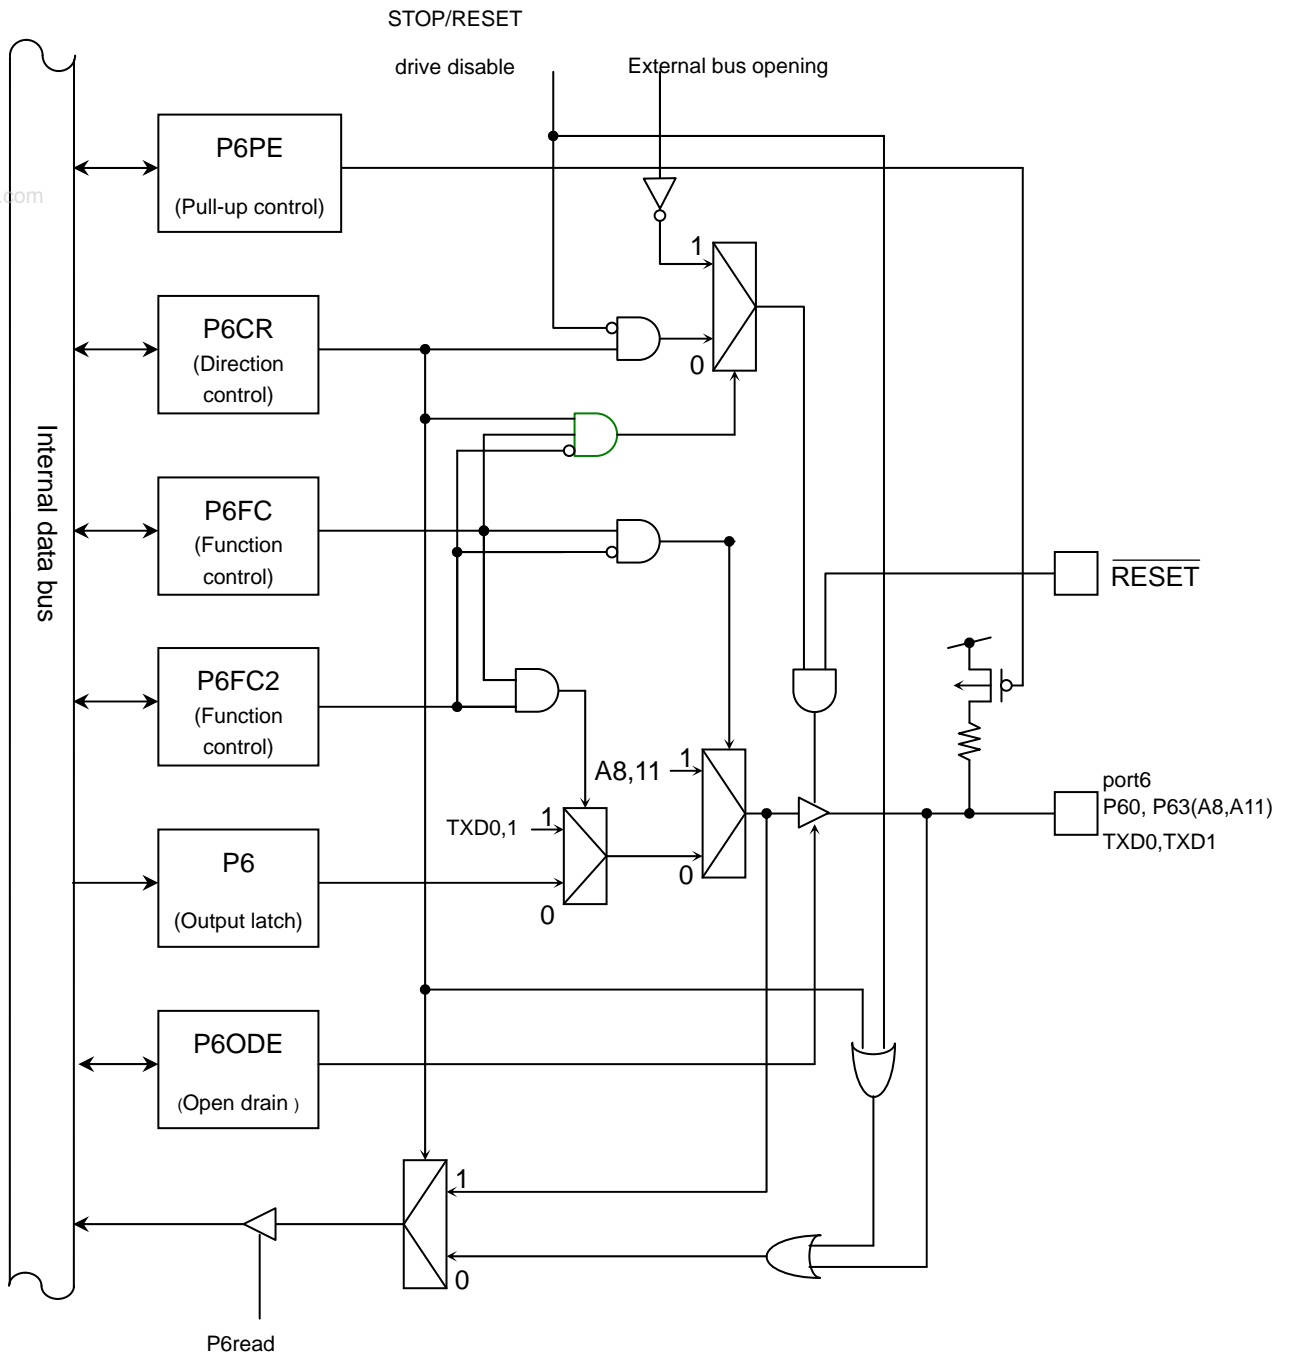 STOP/RESET
drive disable
External bus opening
P6PE
(Pull-up control)
.com
1
0
P6CR
(Direction
control)
Internal data bus
P6FC
(Function
control)
RESET
P6FC2
(Function
control)
A8,11
1
0
port6
P60, P63(A8,A11)
TXD0,TXD1
TXD0,1
1
0
P6
(Output latch)
P6ODE
(Open drain )
1
0
P6read